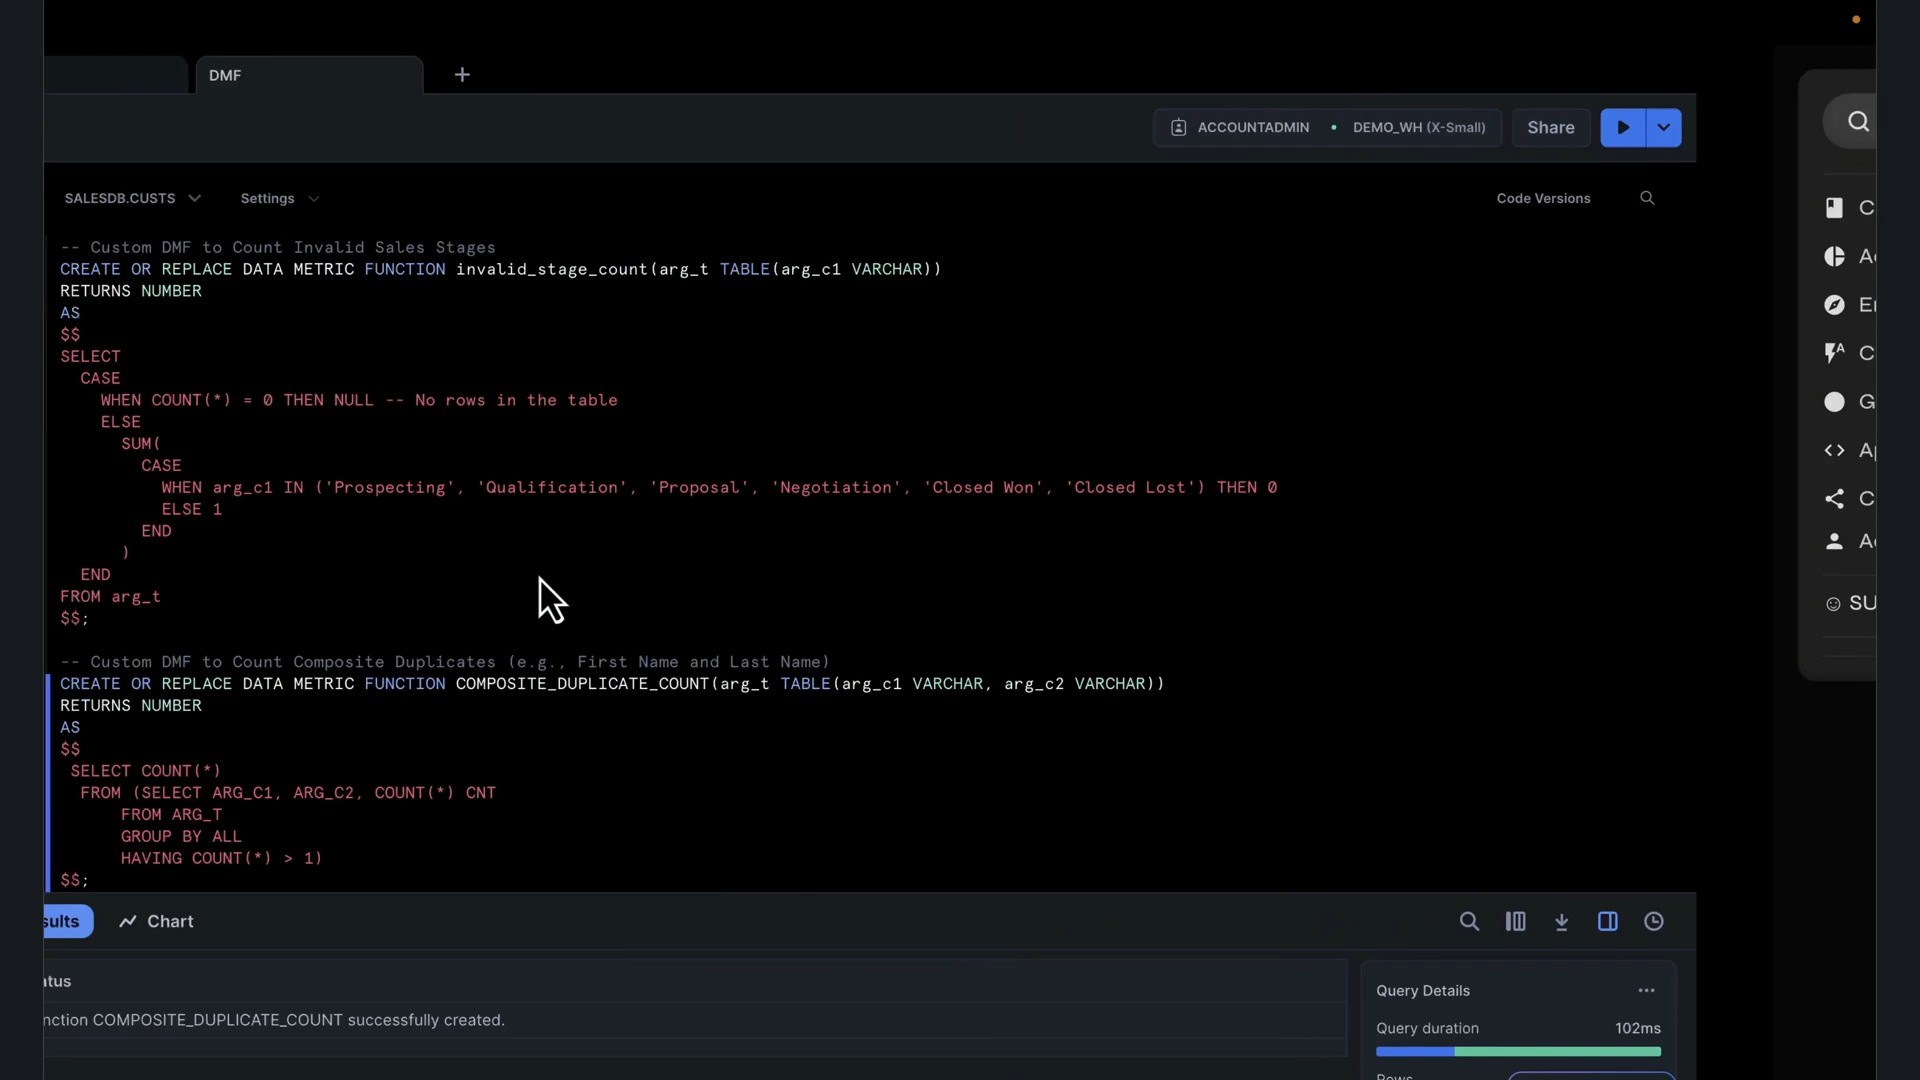 DMF
ACCOUNTADMIN • DEMO_WH (X-Small)
Share
SALESDB.CUSTS
Settings
Code Versions
-- Custom DMF to Count Invalid Sales Stages
CREATE OR REPLACE DATA METRIC FUNCTION invalid_stage_count(arg_t TABLE(arg_c1 VARCHAR))
RETURNS NUMBER
AS
$$
SELECT
CASE
WHEN COUNT(*) = 0 THEN NULL -- No rows in the table
ELSE
SUM(
CASE
WHEN arg_c1 IN ('Prospecting', 'Qualification', 'Proposal', 'Negotiation', 'Closed Won', 'Closed Lost') THEN 0
ELSE 1
END
)
END
FROM arg_t
$$;
-- Custom DMF to Count Composite Duplicates (e.g., First Name and Last Name)
CREATE OR REPLACE DATA METRIC FUNCTION COMPOSITE_DUPLICATE_COUNT(arg_t TABLE(arg_c1 VARCHAR, arg_c2 VARCHAR))
RETURNS NUMBER
AS
$$
SELECT COUNT(*)
FROM (SELECT ARG_C1, ARG_C2, COUNT(*) CNT
FROM ARG_T
GROUP BY ALL
HAVING COUNT(*) > 1)
$$;
sults
Chart
atus
nction COMPOSITE_DUPLICATE_COUNT successfully created.
Query Details
Query duration 102ms
C
A
E
C
G
A
C
A
SU